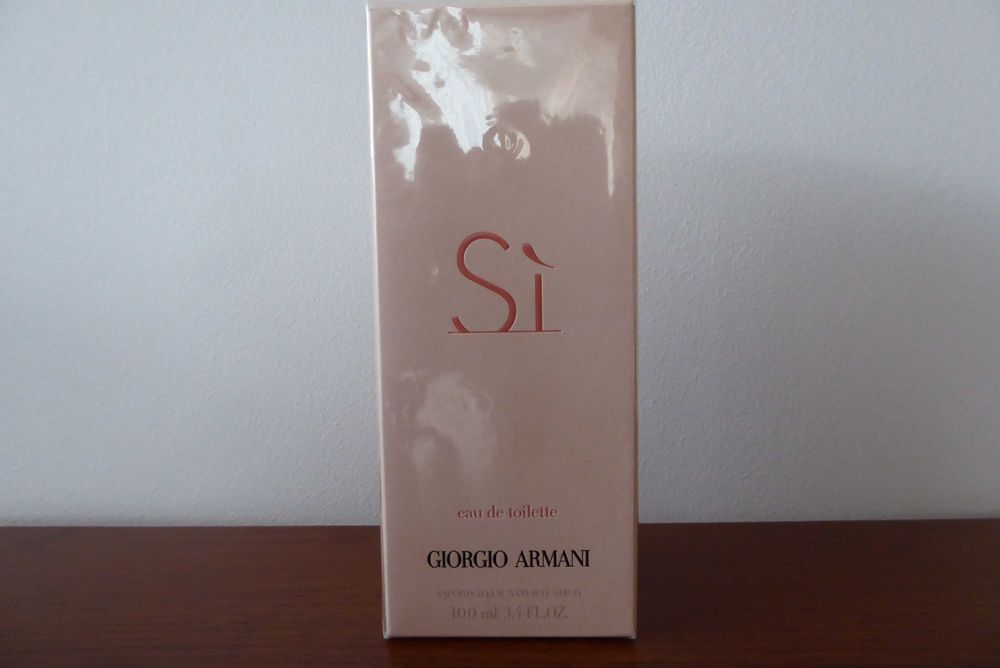 Sì
eau de toilette
GIORGIO ARMANI
VAPORISATEUR NATURAL SPRAY
100 ml 3.4 FL.OZ.